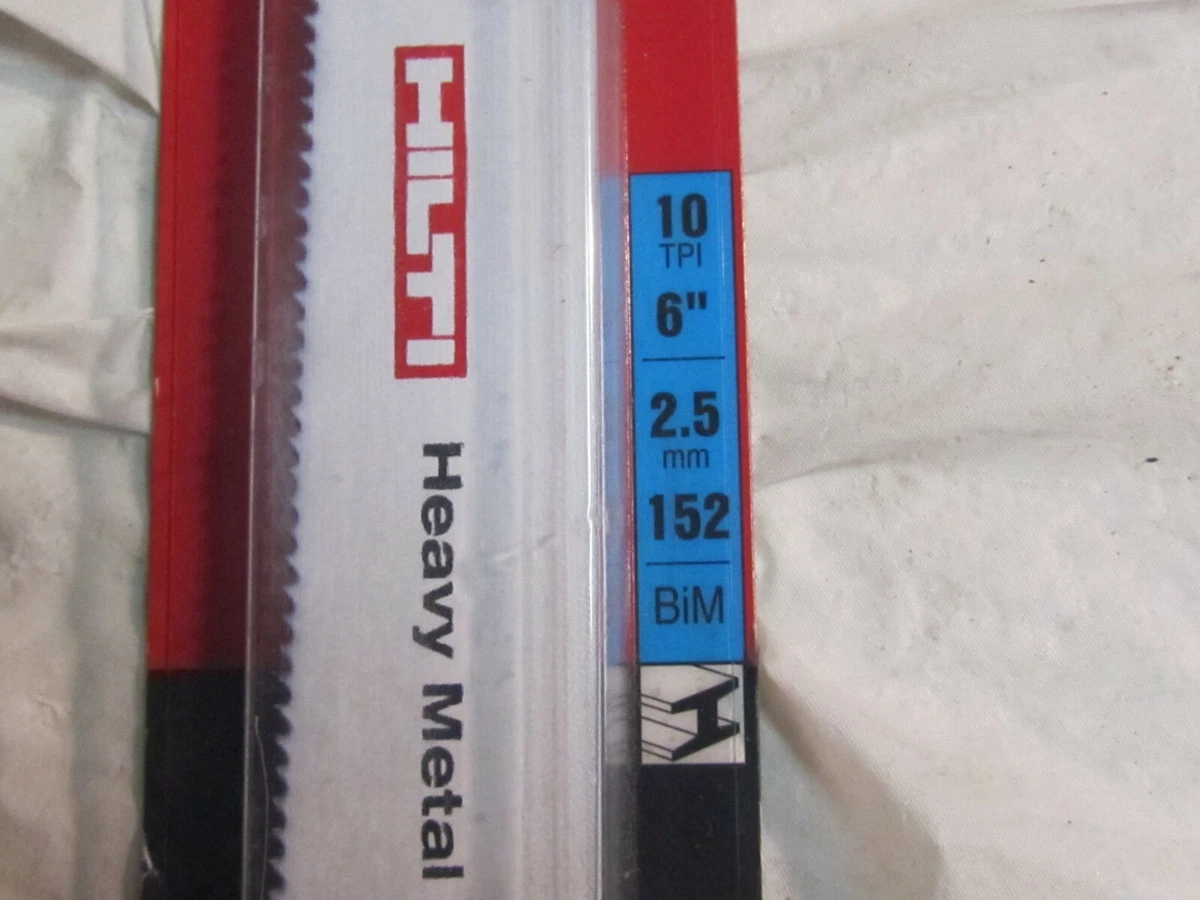 HILTI
Heavy Metal
10
TPI
6"
2.5
mm
152
BiM